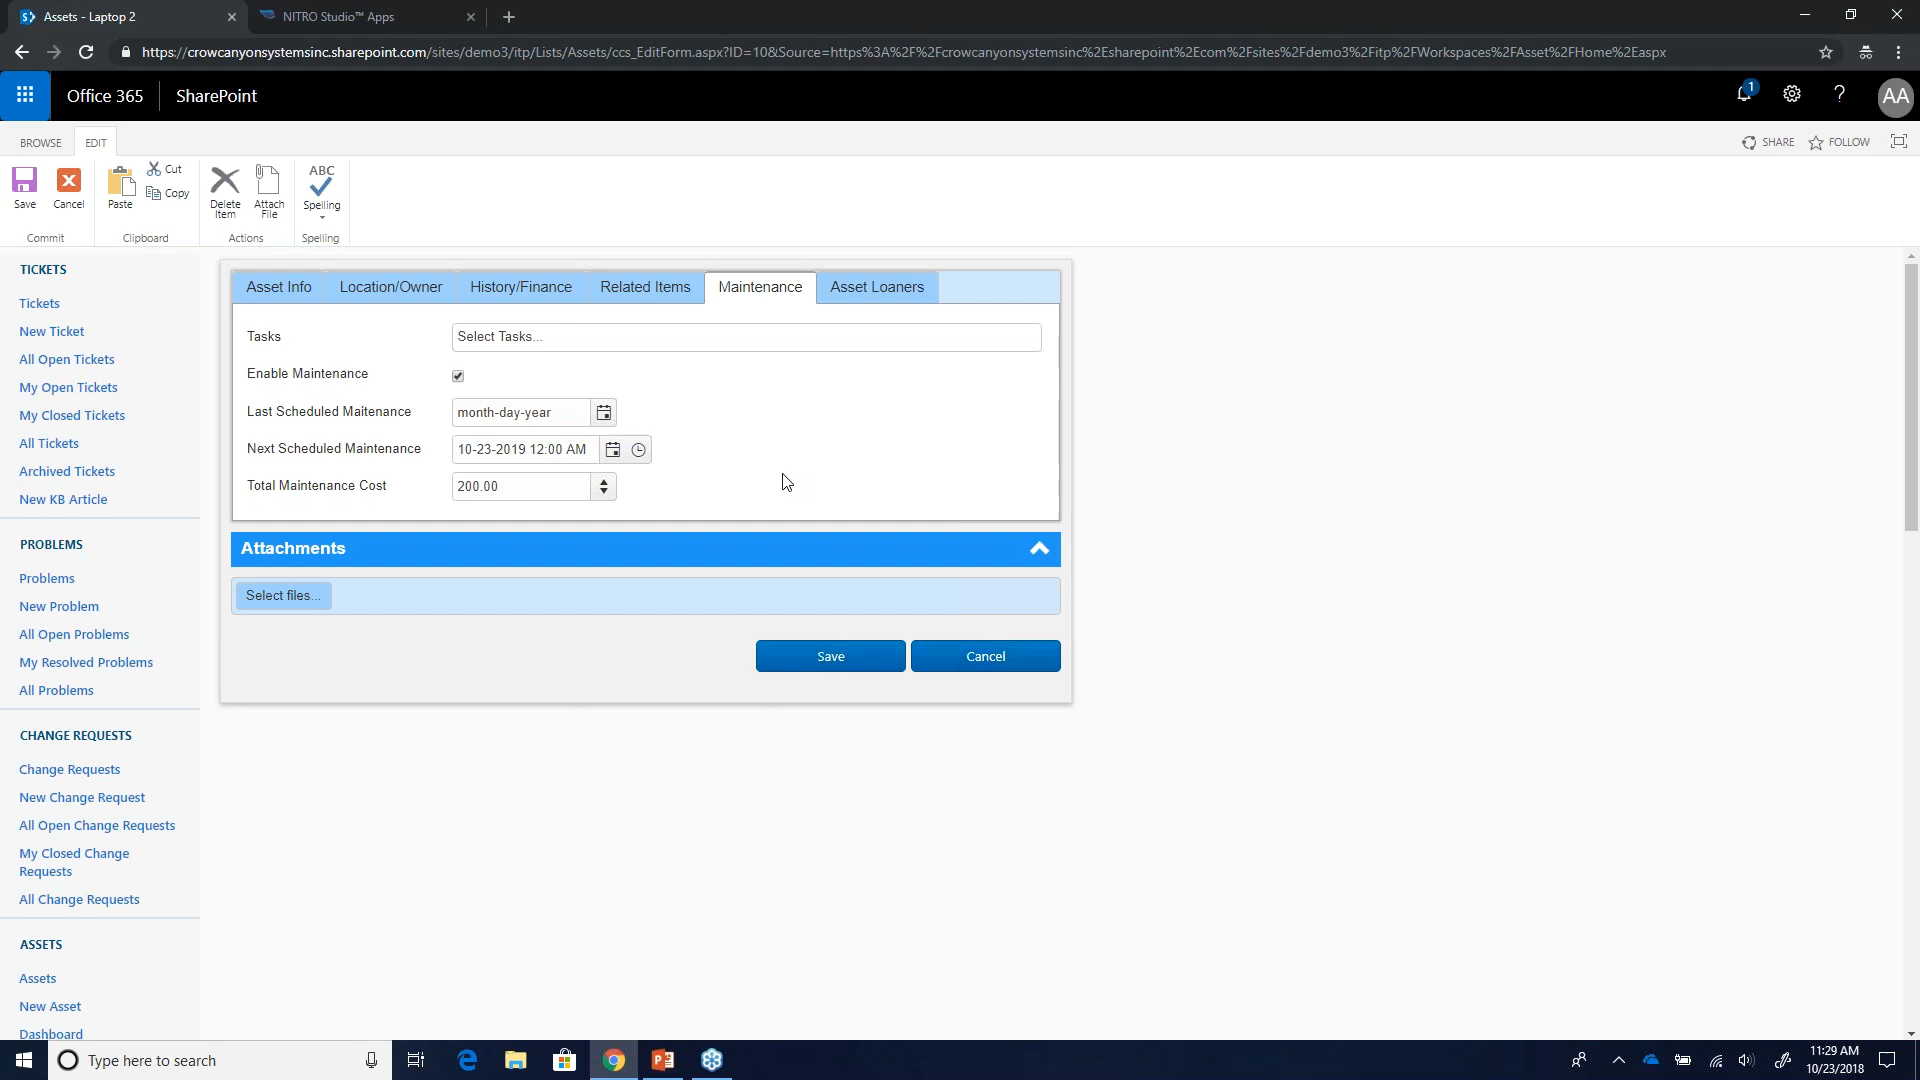 Assets - Laptop 2
NITRO Studio™ Apps
https://crowcanyonsystemsinc.sharepoint.com/sites/demo3/itp/Lists/Assets/ccs_EditForm.aspx?ID=10&Source=https%3A%2F%2Fcrowcanyonsystemsinc%2Esharepoint%2Ecom%2Fsites%2Fdemo3%2Fitp%2FWorkspaces%2FAsset%2FHome%2Easpx
Office 365
SharePoint
1
?
AA
BROWSE
EDIT
SHARE
FOLLOW
Save
Cancel
Paste
Cut
Copy
Delete
Item
Attach
File
ABC
Spelling
Commit
Clipboard
Actions
Spelling
TICKETS
Tickets
New Ticket
All Open Tickets
My Open Tickets
My Closed Tickets
All Tickets
Archived Tickets
New KB Article
PROBLEMS
Problems
New Problem
All Open Problems
My Resolved Problems
All Problems
CHANGE REQUESTS
Change Requests
New Change Request
All Open Change Requests
My Closed Change
Requests
All Change Requests
ASSETS
Assets
New Asset
Dashboard
Asset Info
Location/Owner
History/Finance
Related Items
Maintenance
Asset Loaners
Tasks
Select Tasks...
Enable Maintenance
Last Scheduled Maitenance
month-day-year
Next Scheduled Maintenance
10-23-2019 12:00 AM
Total Maintenance Cost
200.00
Attachments
Select files...
Save
Cancel
Type here to search
11:29 AM
10/23/2018